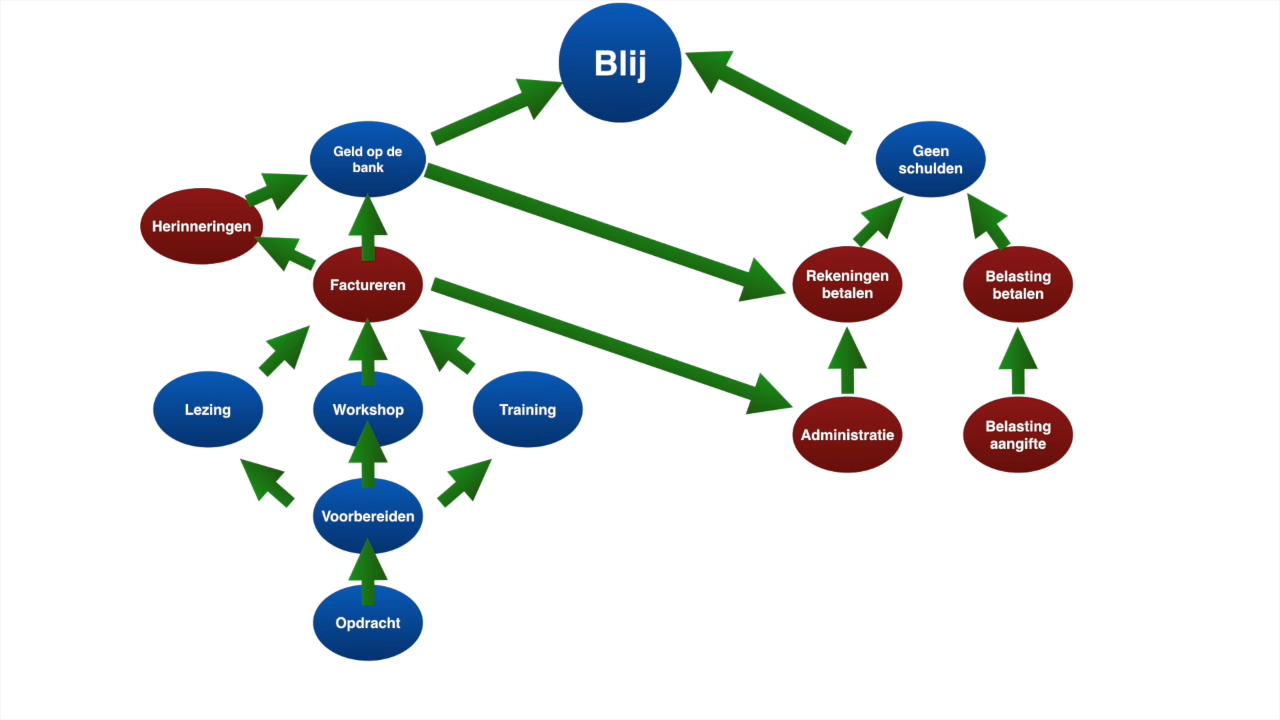 Blij
Geld op de
bank
Geen
schulden
Herinneringen
Factureren
Rekeningen
betalen
Belasting
betalen
Lezing
Workshop
Training
Administratie
Belasting
aangifte
Voorbereiden
Opdracht